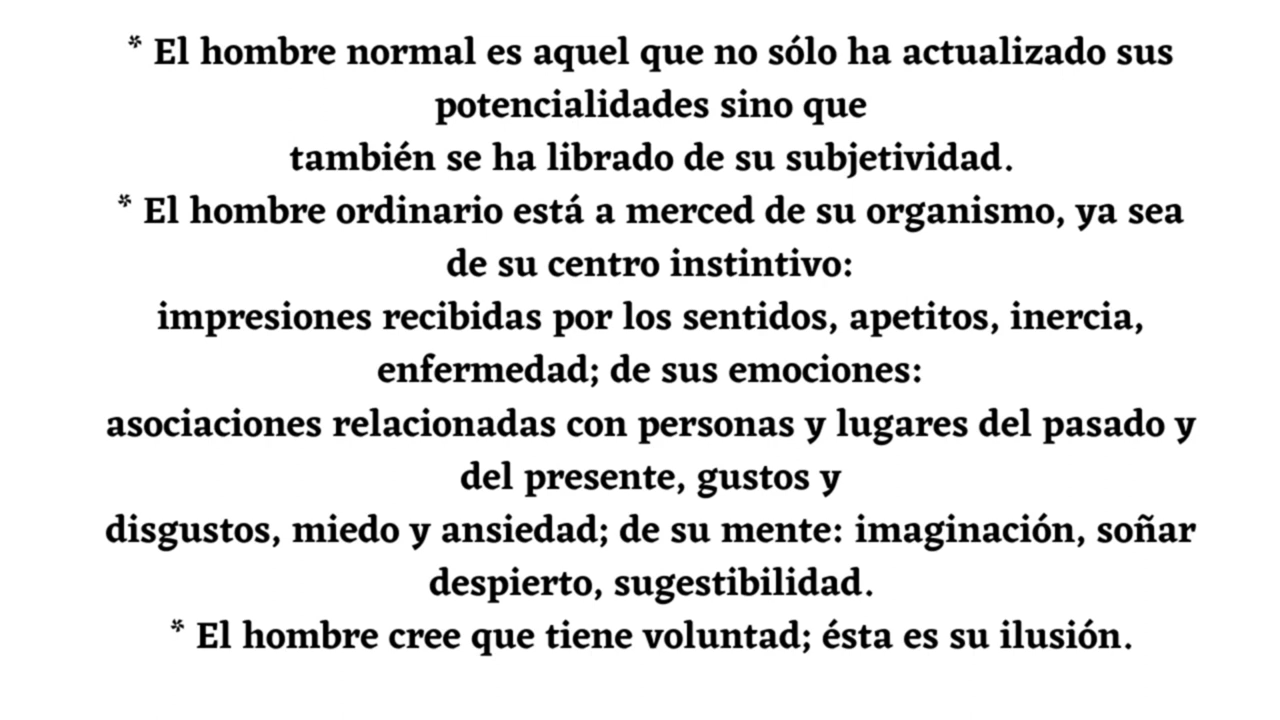 * El hombre normal es aquel que no sólo ha actualizado sus
potencialidades sino que
también se ha librado de su subjetividad.
* El hombre ordinario está a merced de su organismo, ya sea
de su centro instintivo:
impresiones recibidas por los sentidos, apetitos, inercia,
enfermedad; de sus emociones:
asociaciones relacionadas con personas y lugares del pasado y
del presente, gustos y
disgustos, miedo y ansiedad; de su mente: imaginación, soñar
despierto, sugestibilidad.
* El hombre cree que tiene voluntad; ésta es su ilusión.